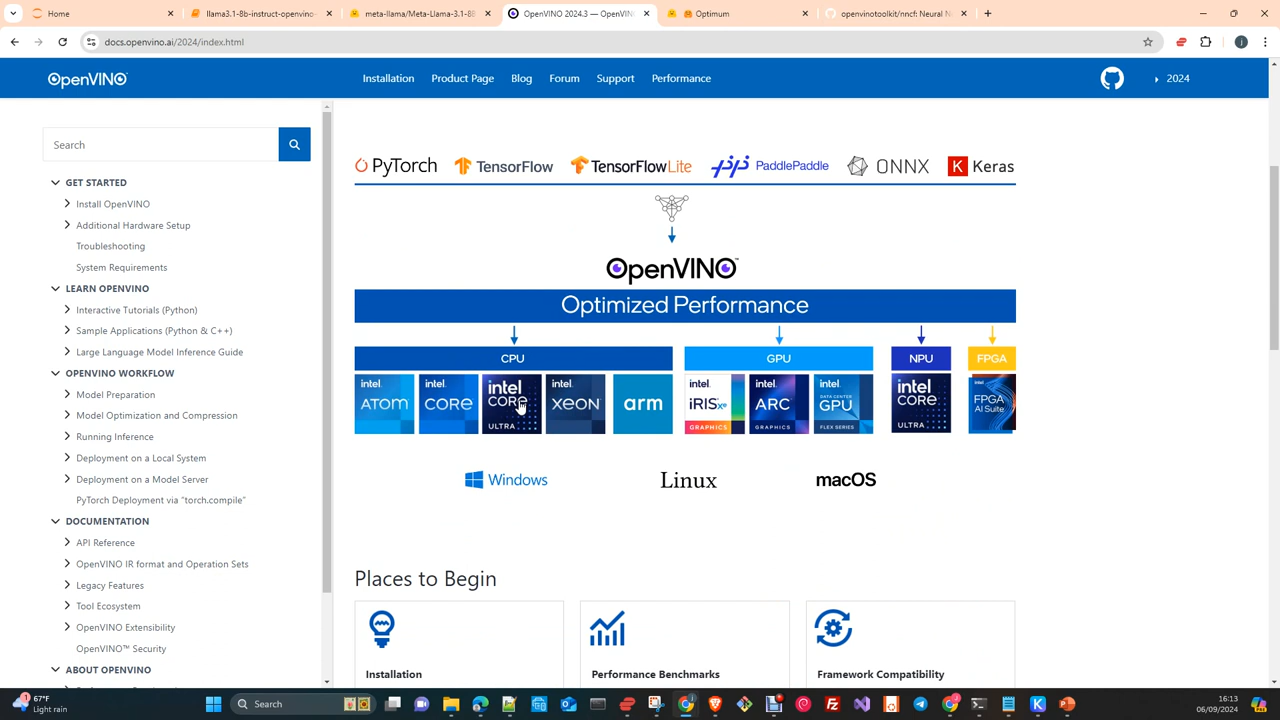 Home
llama3.1-8b-instruct-openvino-
meta-llama/Meta-Llama-3.1-8B
OpenVINO 2024.3 — OpenVIN
Optimum
openvinotoolkit/nncf: Neural N
docs.openvino.ai/2024/index.html
OpenVINO
Installation
Product Page
Blog
Forum
Support
Performance
2024
Search
GET STARTED
Install OpenVINO
Additional Hardware Setup
Troubleshooting
System Requirements
LEARN OPENVINO
Interactive Tutorials (Python)
Sample Applications (Python & C++)
Large Language Model Inference Guide
OPENVINO WORKFLOW
Model Preparation
Model Optimization and Compression
Running Inference
Deployment on a Local System
Deployment on a Model Server
PyTorch Deployment via "torch.compile"
DOCUMENTATION
API Reference
OpenVINO IR format and Operation Sets
Legacy Features
Tool Ecosystem
OpenVINO Extensibility
OpenVINO™ Security
ABOUT OPENVINO
PyTorch
TensorFlow
TensorFlow Lite
PaddlePaddle
ONNX
K Keras
OpenVINO™
Optimized Performance
CPU
GPU
NPU
FPGA
intel ATOM
intel CORE
intel CORE ULTRA
intel XEON
arm
intel IRIS Xe GRAPHICS
intel ARC GRAPHICS
intel DATA CENTER GPU FLEX SERIES
intel CORE ULTRA
intel FPGA AI Suite
Windows
Linux
macOS
Places to Begin
Installation
Performance Benchmarks
Framework Compatibility
1
67°F
Light rain
Search
16:13
06/09/2024